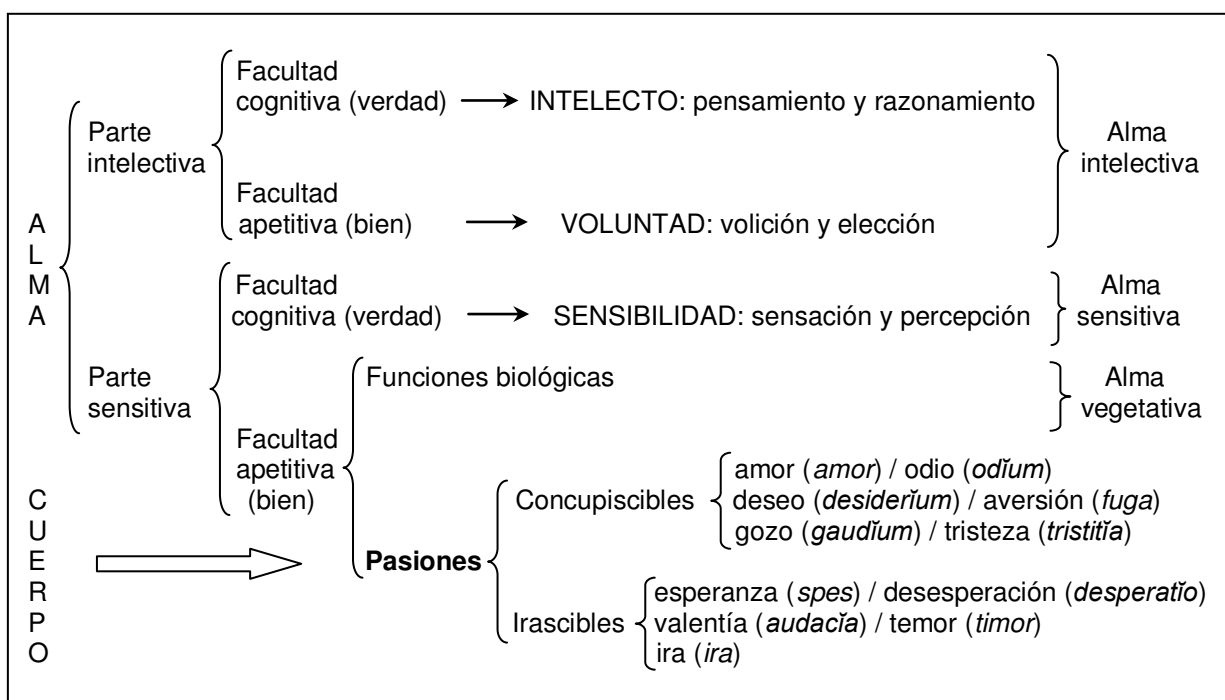 ALMA
Parte
intelectiva
Facultad
cognitiva (verdad)
INTELECTO: pensamiento y razonamiento
Facultad
apetitiva (bien)
VOLUNTAD: volición y elección
Alma
intelectiva
Parte
sensitiva
Facultad
cognitiva (verdad)
SENSIBILIDAD: sensación y percepción
Alma
sensitiva
Facultad
apetitiva
(bien)
Funciones biológicas
Alma
vegetativa
CUERPO
Pasiones
Concupiscibles
amor (amor) / odio (odĭum)
deseo (desiderĭum) / aversión (fuga)
gozo (gaudĭum) / tristeza (tristitĭa)
Irascibles
esperanza (spes) / desesperación (desperatĭo)
valentía (audacĭa) / temor (timor)
ira (ira)